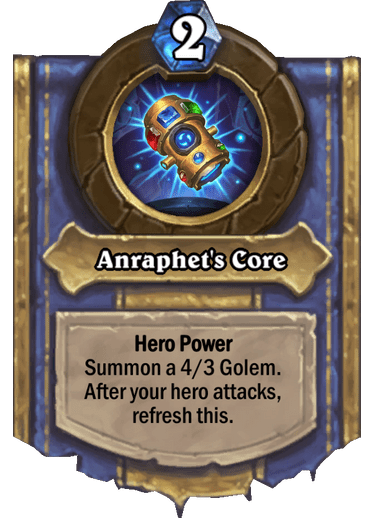 2
Anraphet's Core
Hero Power
Summon a 4/3 Golem.
After your hero attacks,
refresh this.